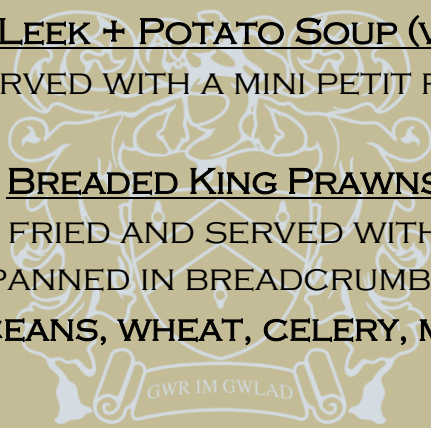 LEEK + POTATO SOUP (V
RVED WITH A MINI PETIT P
BREADED KING PRAWNS
FRIED AND SERVED WITH
PANNED IN BREADCRUMB
CEANS, WHEAT, CELERY, M
GWR IM GWLAD